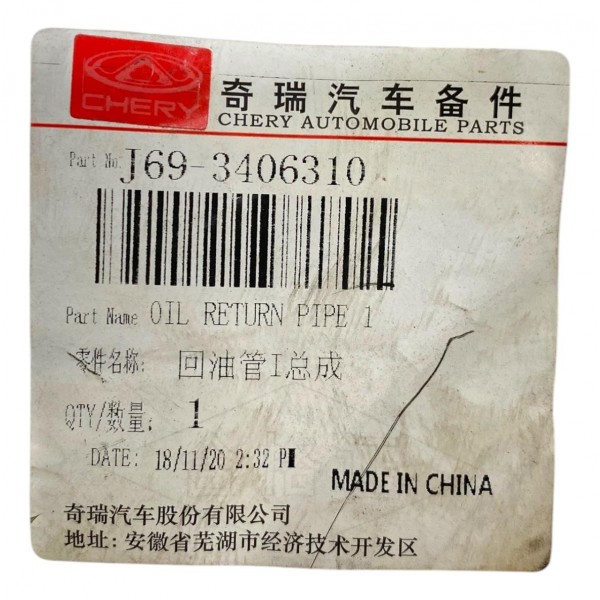 CHERY
奇瑞汽车备件
CHERY AUTOMOBILE PARTS
Part No: J69-3406310
Part Name OIL RETURN PIPE 1
零件名称: 回油管I总成
QTY/数量: 1
DATE: 18/11/20 2:32 PM
MADE IN CHINA
奇瑞汽车股份有限公司
地址: 安徽省芜湖市经济技术开发区